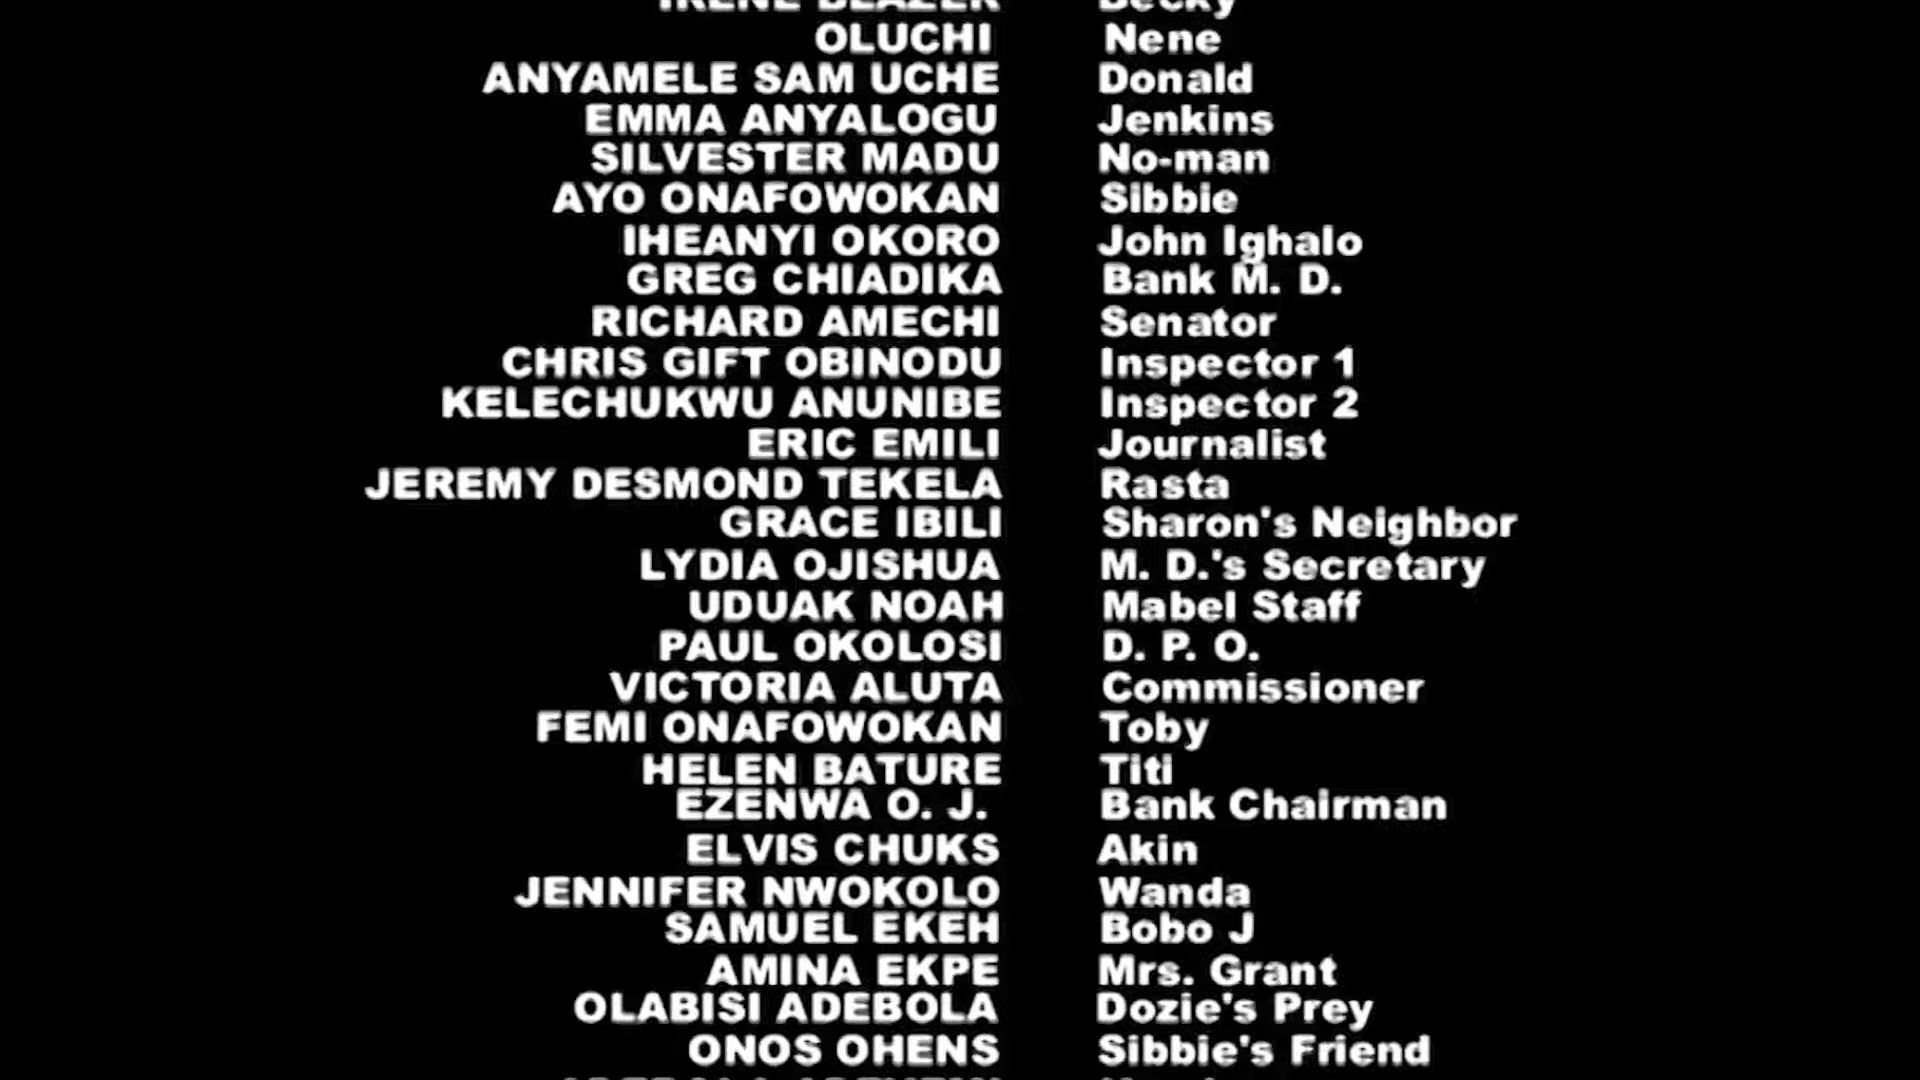 IRENE BLAZER Becky
OLUCHI Nene
ANYAMELE SAM UCHE Donald
EMMA ANYALOGU Jenkins
SILVESTER MADU No-man
AYO ONAFOWOKAN Sibbie
IHEANYI OKORO John Ighalo
GREG CHIADIKA Bank M. D.
RICHARD AMECHI Senator
CHRIS GIFT OBINODU Inspector 1
KELECHUKWU ANUNIBE Inspector 2
ERIC EMILI Journalist
JEREMY DESMOND TEKELA Rasta
GRACE IBILI Sharon's Neighbor
LYDIA OJISHUA M. D.'s Secretary
UDUAK NOAH Mabel Staff
PAUL OKOLOSI D. P. O.
VICTORIA ALUTA Commissioner
FEMI ONAFOWOKAN Toby
HELEN BATURE Titi
EZENWA O. J. Bank Chairman
ELVIS CHUKS Akin
JENNIFER NWOKOLO Wanda
SAMUEL EKEH Bobo J
AMINA EKPE Mrs. Grant
OLABISI ADEBOLA Dozie's Prey
ONOS OHENS Sibbie's Friend